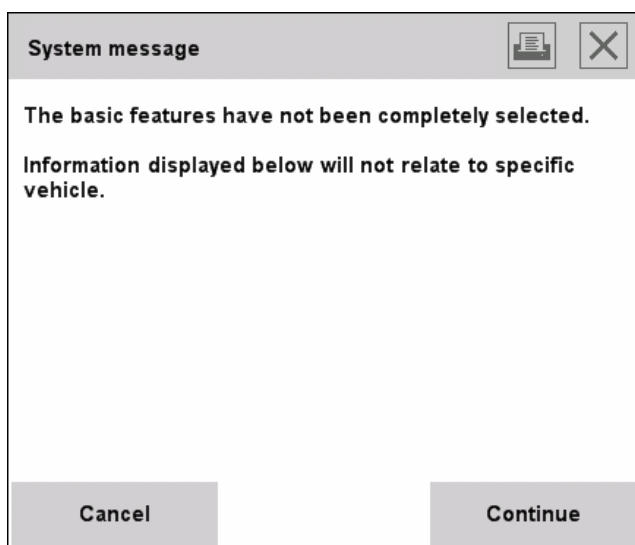 System message
The basic features have not been completely selected.
Information displayed below will not relate to specific
vehicle.
Cancel
Continue